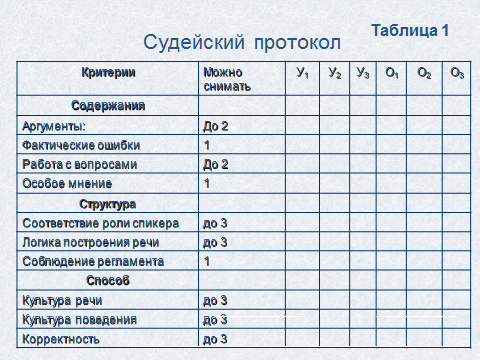 Таблица 1
Судейский протокол
Критерии Можно снимать У₁ У₂ У₃ О₁ О₂ О₃
Содержания
Аргументы: До 2
Фактические ошибки 1
Работа с вопросами До 2
Особое мнение 1
Структура
Соответствие роли спикера до 3
Логика построения речи до 3
Соблюдение регламента 1
Способ
Культура речи до 3
Культура поведения до 3
Корректность до 3